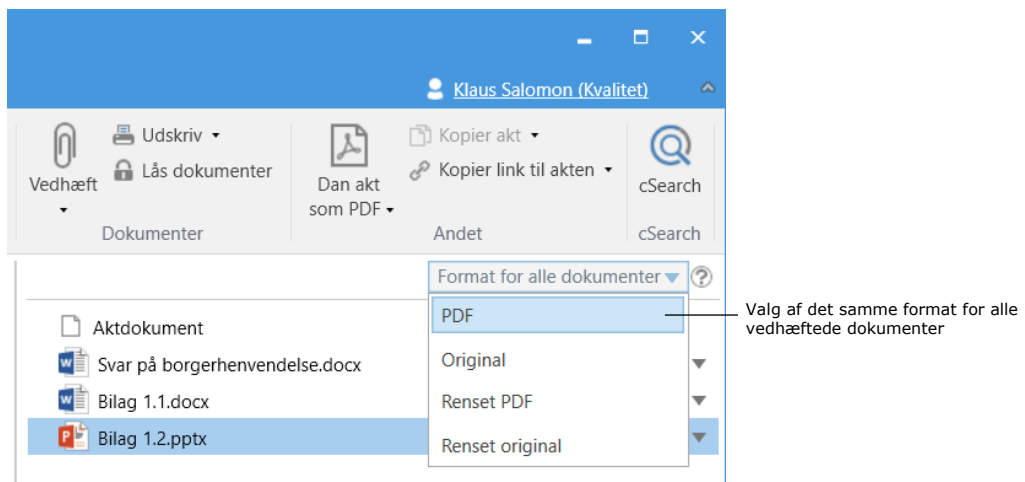 Klaus Salomon (Kvalitet)
Vedhæft
Udskriv
Lås dokumenter
Dokumenter
Dan akt
som PDF
Kopier akt
Kopier link til akten
Andet
cSearch
cSearch
Format for alle dokumenter
?
PDF
Original
Renset PDF
Renset original
Valg af det samme format for alle
vedhæftede dokumenter
Aktdokument
Svar på borgerhenvendelse.docx
Bilag 1.1.docx
Bilag 1.2.pptx